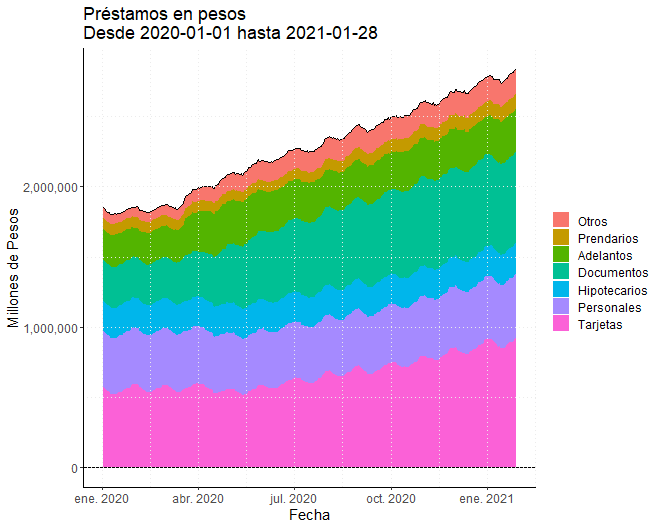 Préstamos en pesos
Desde 2020-01-01 hasta 2021-01-28
Millones de Pesos
2,000,000
1,000,000
0
ene. 2020
abr. 2020
jul. 2020
oct. 2020
ene. 2021
Fecha
Otros
Prendarios
Adelantos
Documentos
Hipotecarios
Personales
Tarjetas